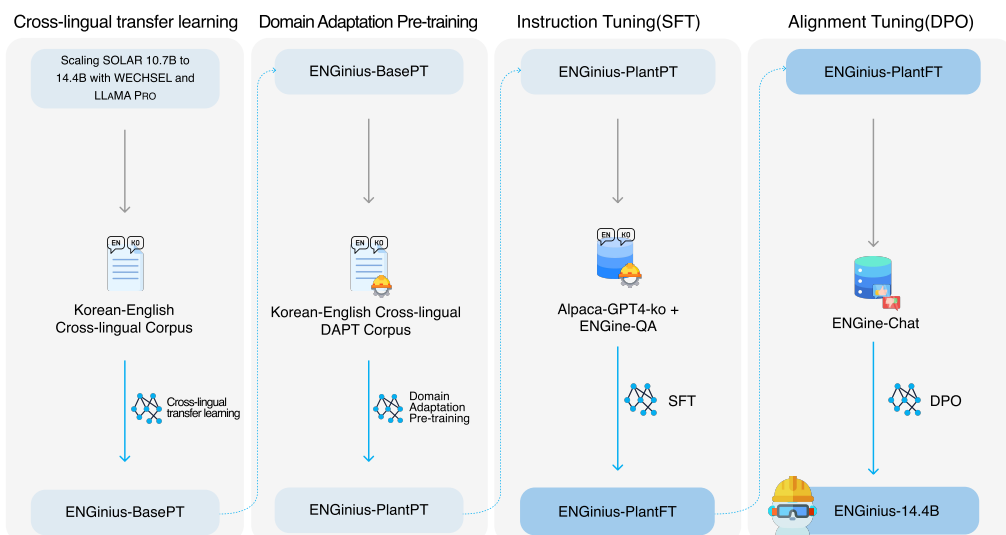 Cross-lingual transfer learning
Scaling SOLAR 10.7B to
14.4B with WECHSEL and
LLAMA PRO
EN KO
Korean-English
Cross-lingual Corpus
Cross-lingual
transfer learning
ENGinius-BasePT
Domain Adaptation Pre-training
ENGinius-BasePT
EN KO
Korean-English Cross-lingual
DAPT Corpus
Domain
Adaptation
Pre-training
ENGinius-PlantPT
Instruction Tuning(SFT)
ENGinius-PlantPT
EN KO
Alpaca-GPT4-ko +
ENGine-QA
SFT
ENGinius-PlantFT
Alignment Tuning(DPO)
ENGinius-PlantFT
ENGine-Chat
DPO
ENGinius-14.4B